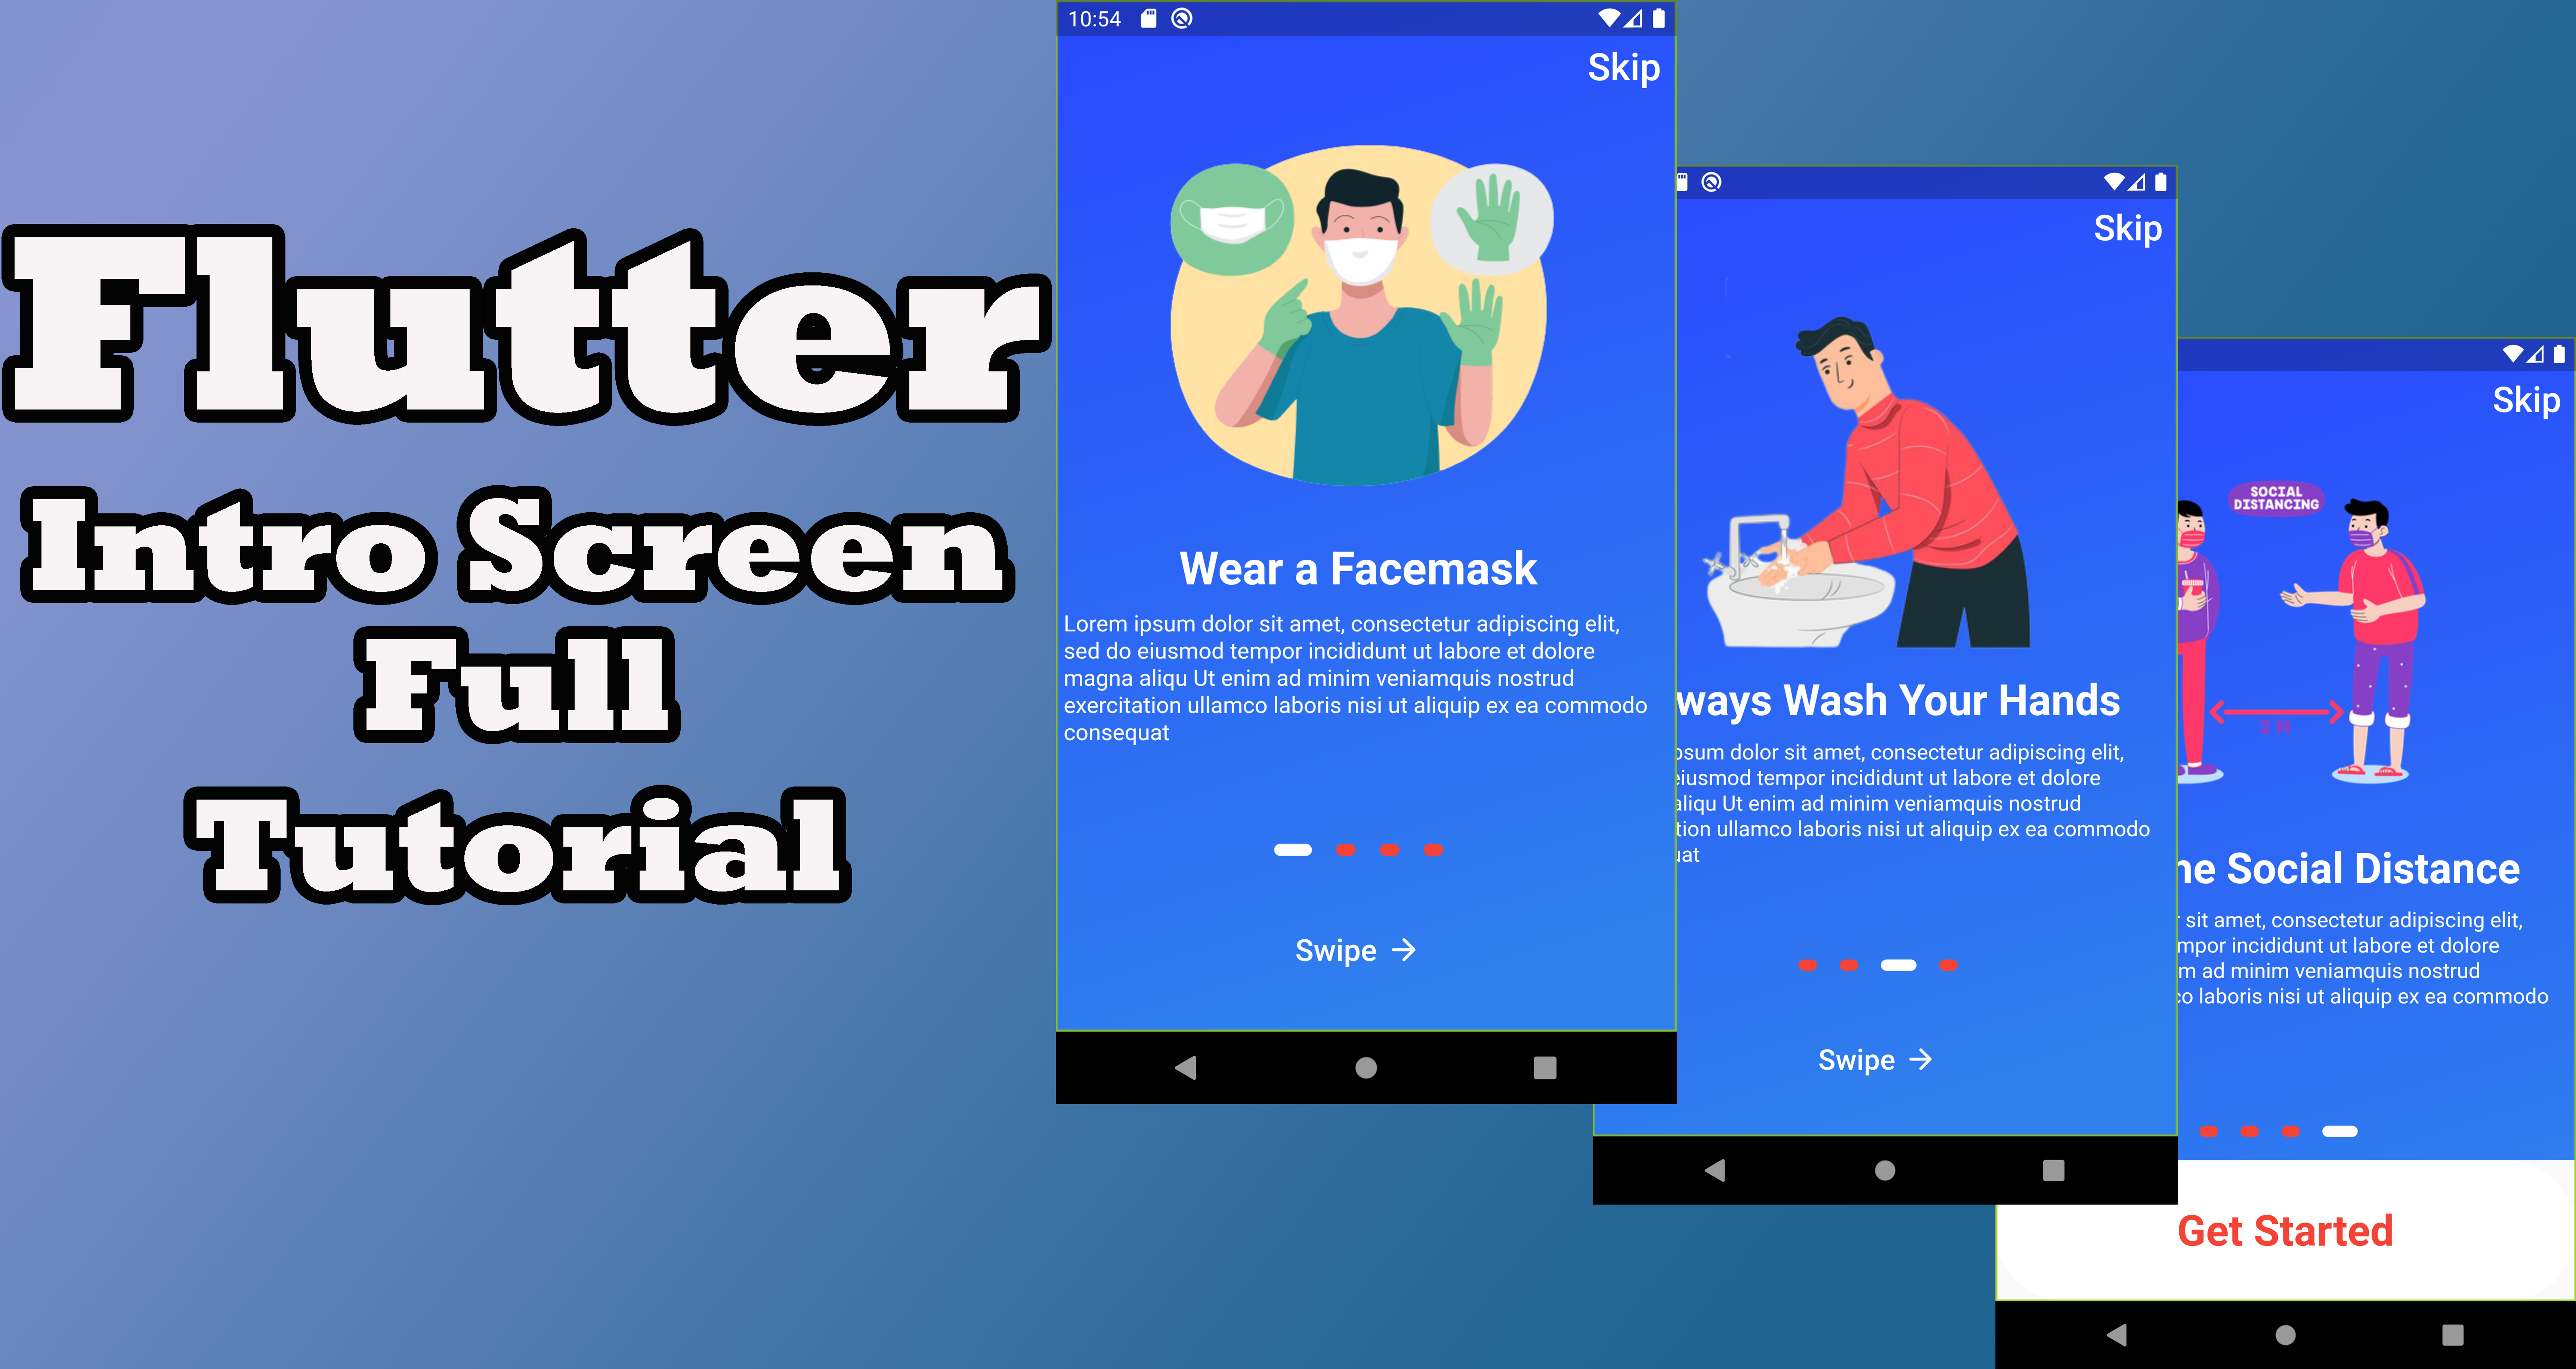 Flutter
Intro Screen
Full
Tutorial
10:54
Skip
Wear a Facemask
Lorem ipsum dolor sit amet, consectetur adipiscing elit,
sed do eiusmod tempor incididunt ut labore et dolore
magna aliqu Ut enim ad minim veniamquis nostrud
exercitation ullamco laboris nisi ut aliquip ex ea commodo
consequat
Swipe
Skip
ways Wash Your Hands
psum dolor sit amet, consectetur adipiscing elit,
eiusmod tempor incididunt ut labore et dolore
aliqu Ut enim ad minim veniamquis nostrud
tion ullamco laboris nisi ut aliquip ex ea commodo
uat
Swipe
Skip
SOCIAL
DISTANCING
2 M
ne Social Distance
sit amet, consectetur adipiscing elit,
mpor incididunt ut labore et dolore
m ad minim veniamquis nostrud
co laboris nisi ut aliquip ex ea commodo
Get Started